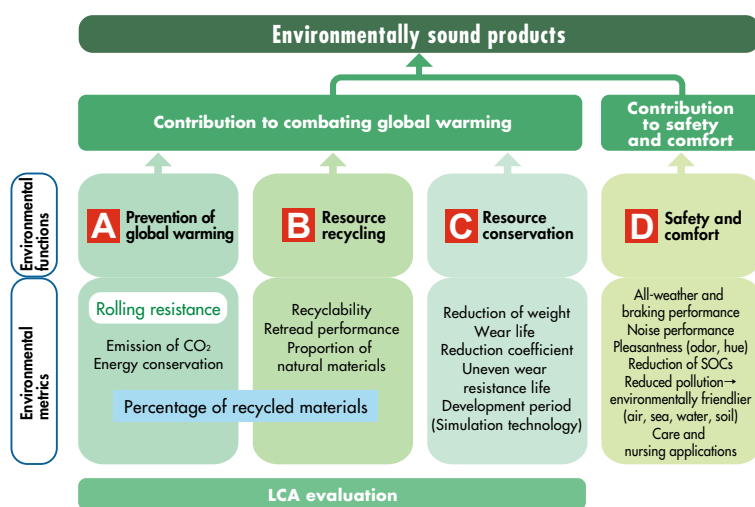 Environmentally sound products
Contribution to combating global warming
Contribution
to safety
and comfort
Environmental
functions
A
Prevention of
global warming
B
Resource
recycling
C
Resource
conservation
D
Safety and
comfort
Environmental
metrics
Rolling resistance
Emission of CO₂
Energy conservation
Recyclability
Retread performance
Proportion of
natural materials
Percentage of recycled materials
Reduction of weight
Wear life
Reduction coefficient
Uneven wear
resistance life
Development period
(Simulation technology)
All-weather and
braking performance
Noise performance
Pleasantness (odor, hue)
Reduction of SOCs
Reduced pollution→
environmentally friendlier
(air, sea, water, soil)
Care and
nursing applications
LCA evaluation